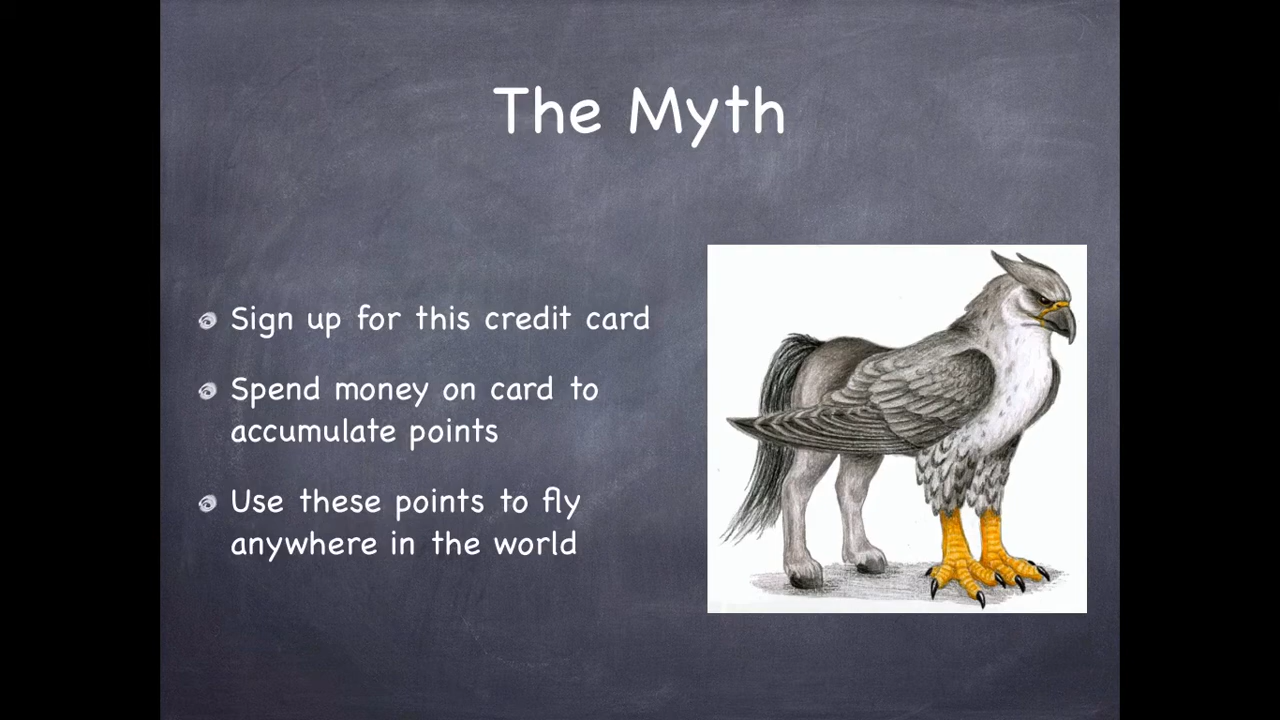 The Myth
Sign up for this credit card
Spend money on card to
accumulate points
Use these points to fly
anywhere in the world